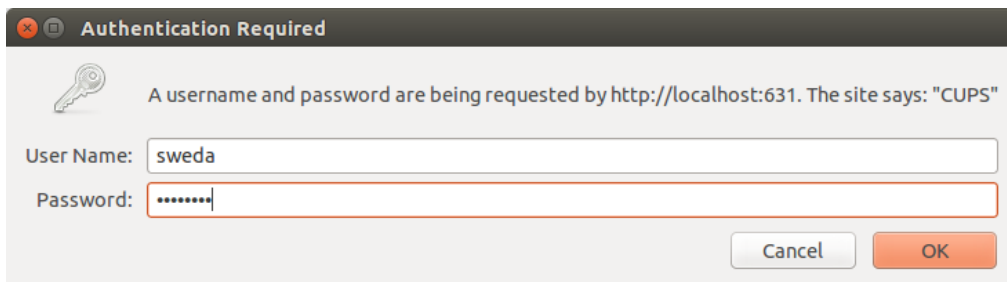 Authentication Required
A username and password are being requested by http://localhost:631. The site says: "CUPS"
User Name: sweda
Password: ••••••••
Cancel OK